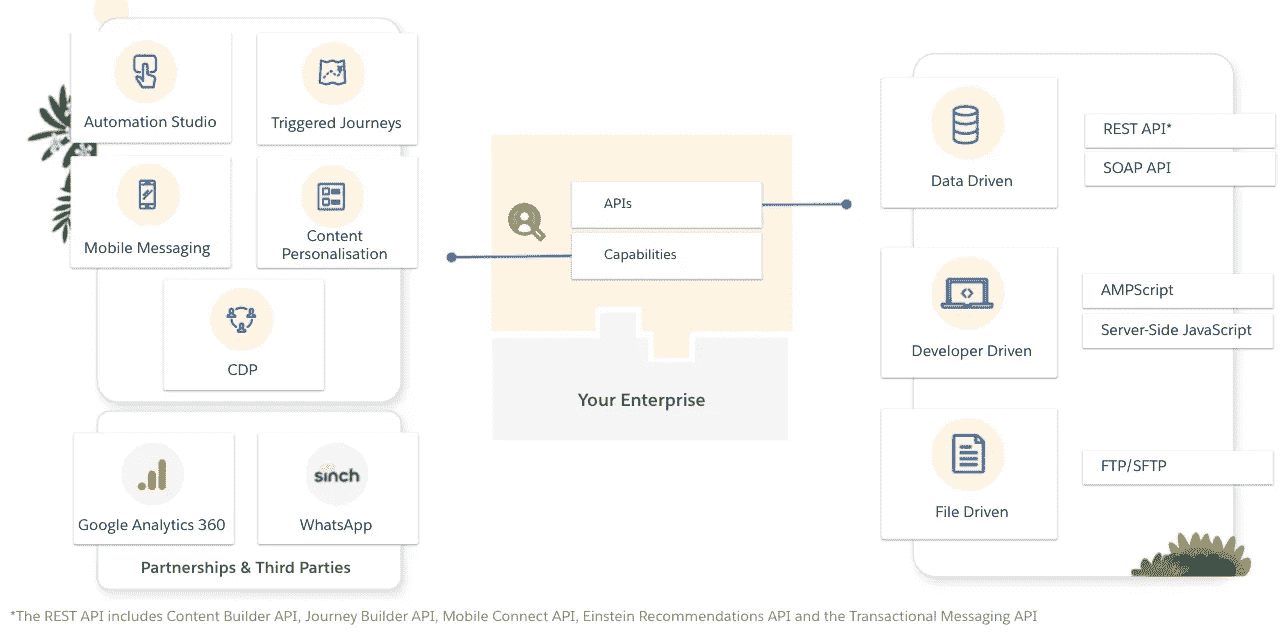 Automation Studio
Triggered Journeys
Mobile Messaging
Content
Personalisation
CDP
Google Analytics 360
sinch
WhatsApp
Partnerships & Third Parties
APIs
Capabilities
Your Enterprise
Data Driven
REST API*
SOAP API
Developer Driven
AMPScript
Server-Side JavaScript
File Driven
FTP/SFTP
*The REST API includes Content Builder API, Journey Builder API, Mobile Connect API, Einstein Recommendations API and the Transactional Messaging API